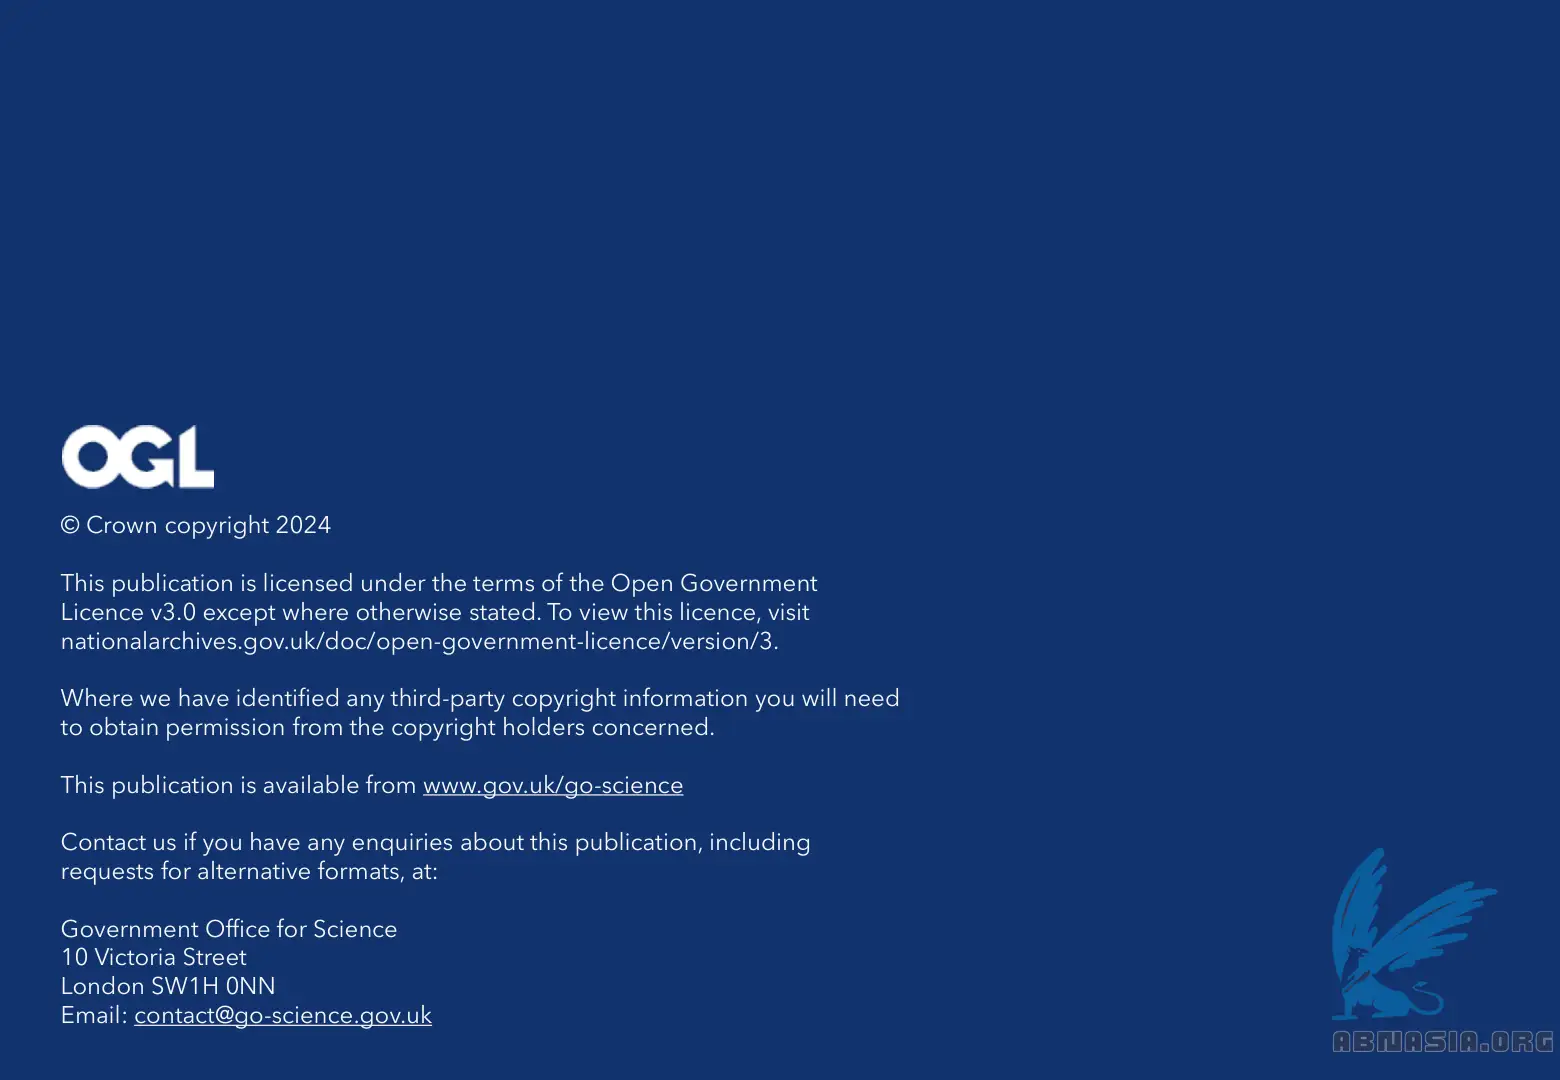 OGL
© Crown copyright 2024
This publication is licensed under the terms of the Open Government
Licence v3.0 except where otherwise stated. To view this licence, visit
nationalarchives.gov.uk/doc/open-government-licence/version/3.
Where we have identified any third-party copyright information you will need
to obtain permission from the copyright holders concerned.
This publication is available from www.gov.uk/go-science
Contact us if you have any enquiries about this publication, including
requests for alternative formats, at:
Government Office for Science
10 Victoria Street
London SW1H 0NN
Email: contact@go-science.gov.uk
ABNASIA.ORG